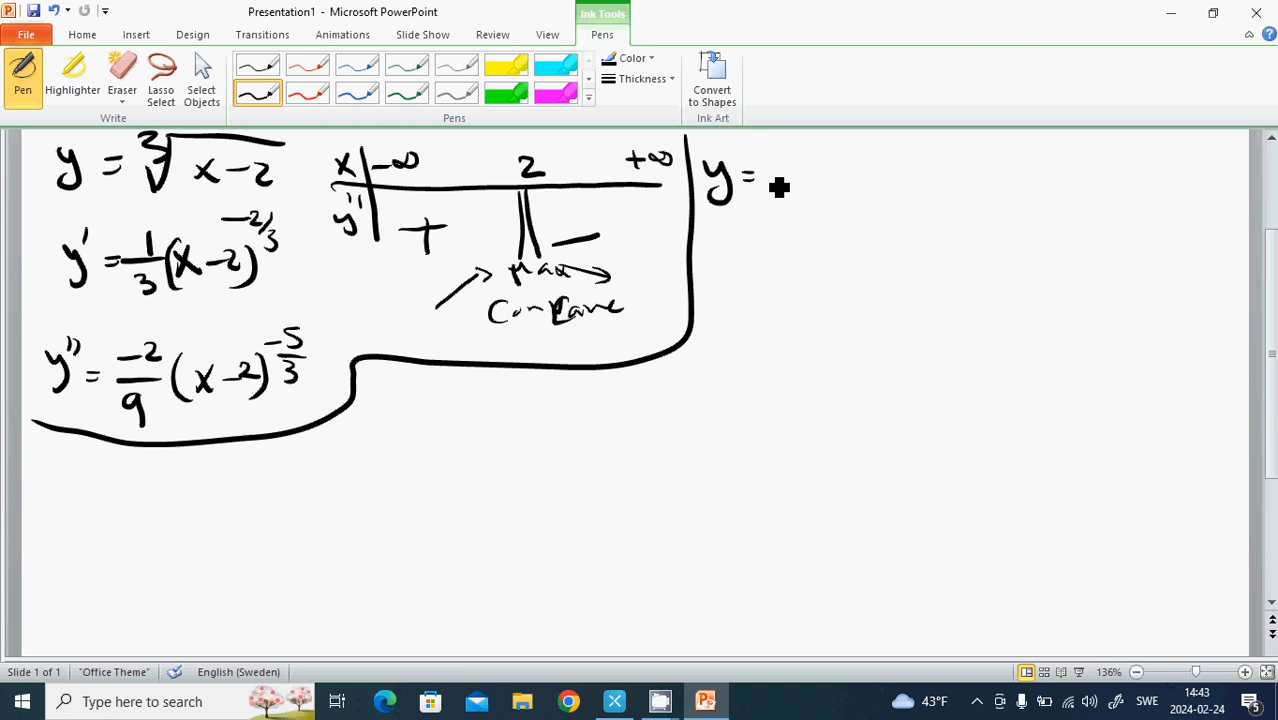 Presentation1 - Microsoft PowerPoint
Ink Tools
File Home Insert Design Transitions Animations Slide Show Review View Pens
Pen Highlighter Eraser Lasso Select Select Objects
Color
Thickness
Convert to Shapes
Write Pens Ink Art
y = ∛(x-2)
x -∞ 2 +∞
y'' + || -
Max
Concave
y' = 1/3 (x-2)^(-2/3)
y'' = -2/9 (x-2)^(-5/3)
y =
Slide 1 of 1 "Office Theme" English (Sweden) 136%
Type here to search 43°F SWE 14:43
2024-02-24 5